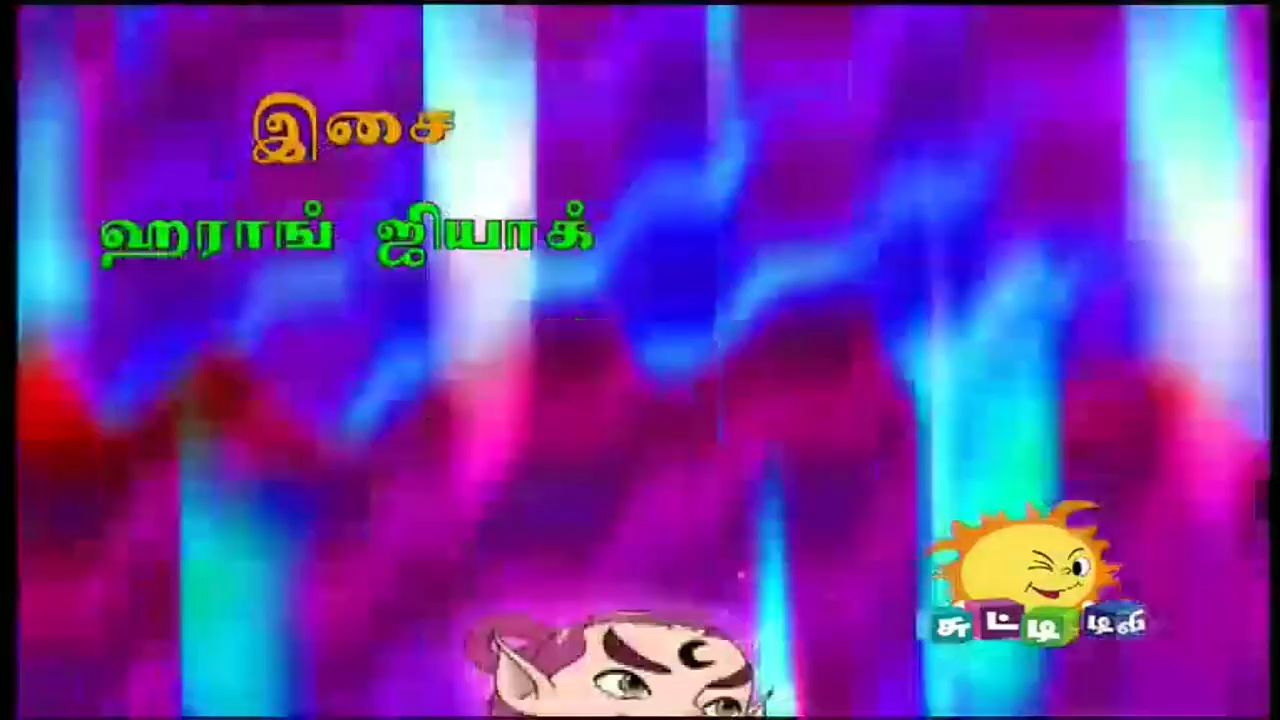 இசை
ஹராங் ஜியாக்
சுட்டி டிவி